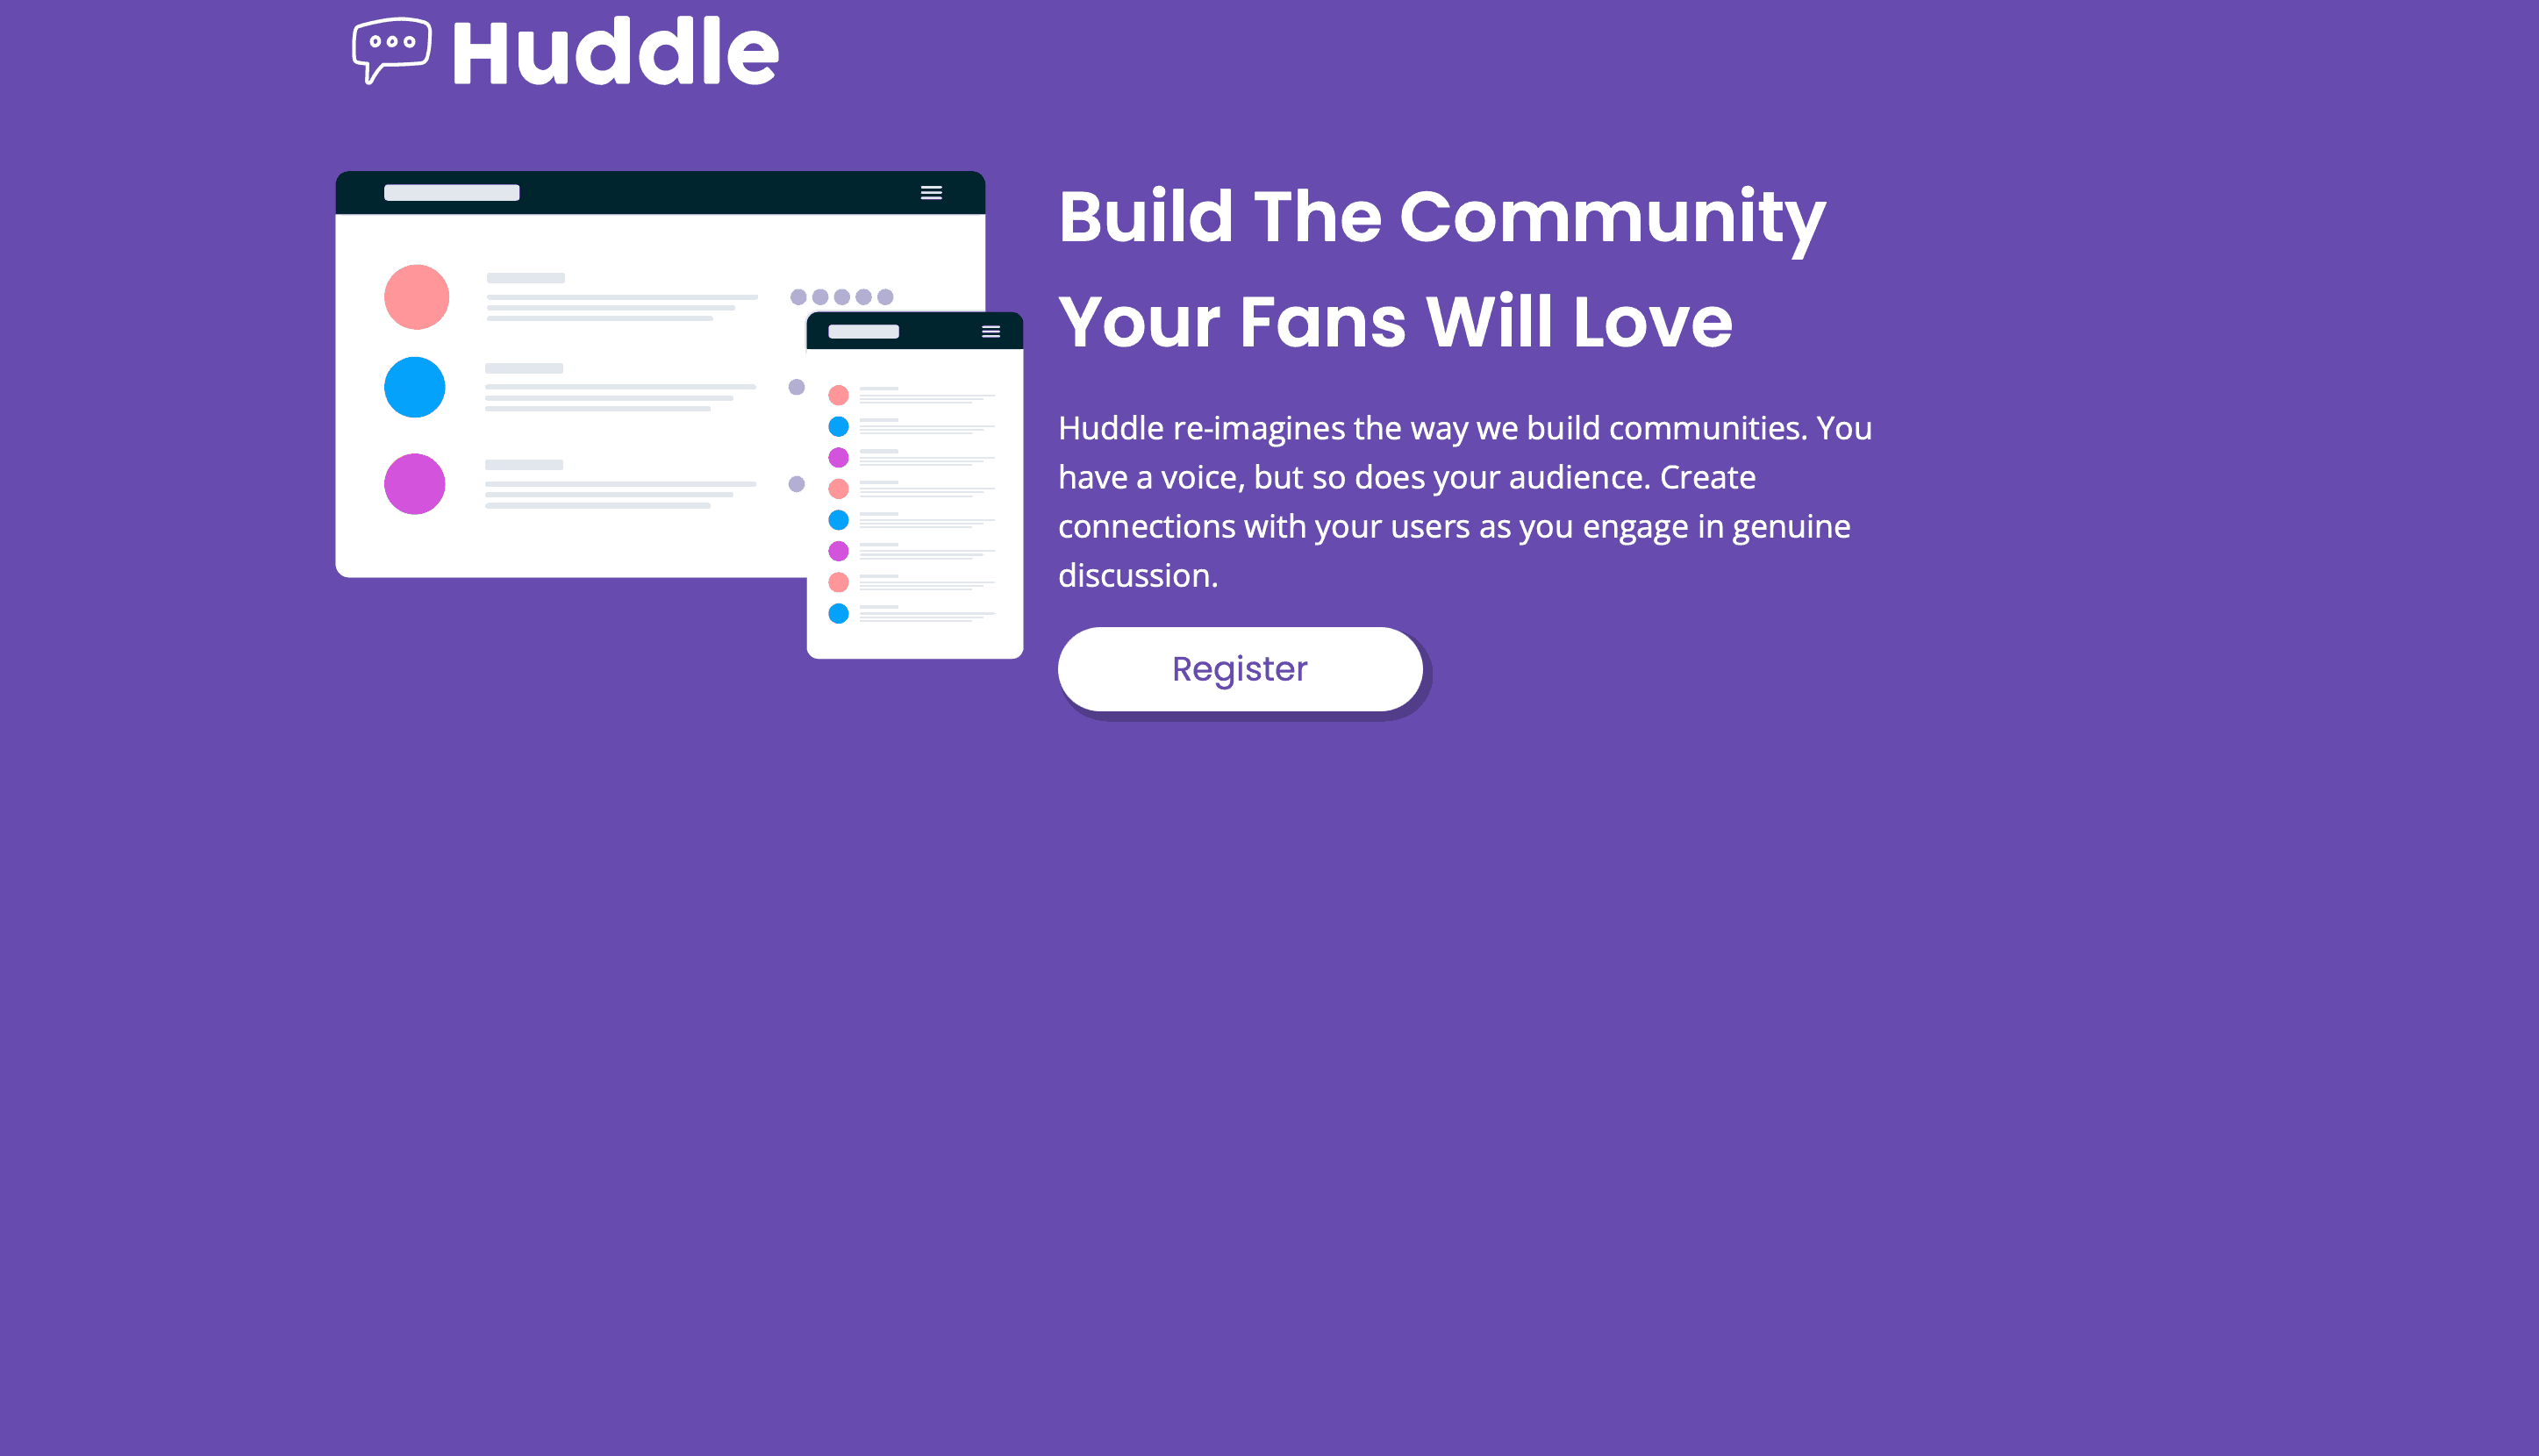 Huddle
Build The Community
Your Fans Will Love
Huddle re-imagines the way we build communities. You
have a voice, but so does your audience. Create
connections with your users as you engage in genuine
discussion.
Register